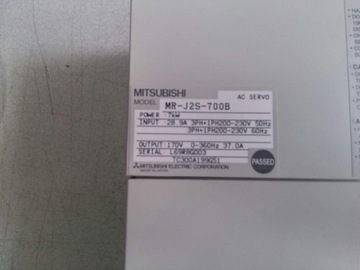 MITSUBISHI
AC SERVO
MODEL MR-J2S-700B
POWER : 7kW
INPUT : 28.9A 3PH+1PH200-230V 50Hz
3PH+1PH200-230V 60Hz
OUTPUT: 170V 0-360Hz 37.0A
SERIAL:
TC300A199G51
MITSUBISHI ELECTRIC CORPORATION
PASSED